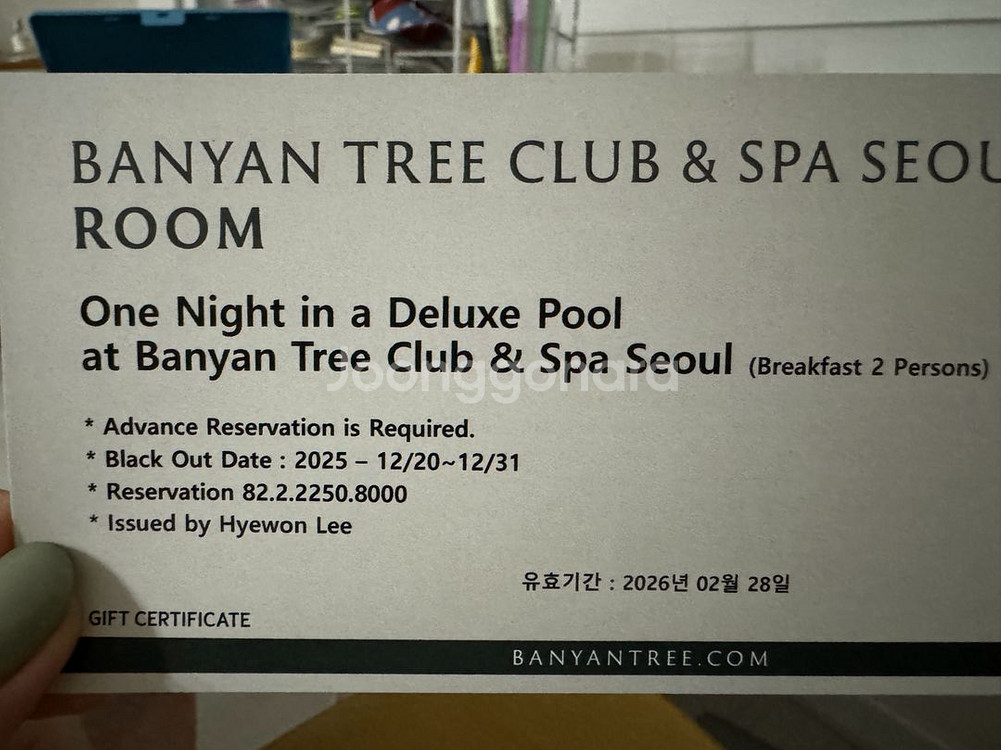 BANYAN TREE CLUB & SPA SEOU
ROOM
One Night in a Deluxe Pool
at Banyan Tree Club & Spa Seoul (Breakfast 2 Persons)
Joonggonara
* Advance Reservation is Required.
* Black Out Date : 2025 – 12/20~12/31
* Reservation 82.2.2250.8000
* Issued by Hyewon Lee
유효기간 : 2026년 02월 28일
GIFT CERTIFICATE
BANYANTREE.COM